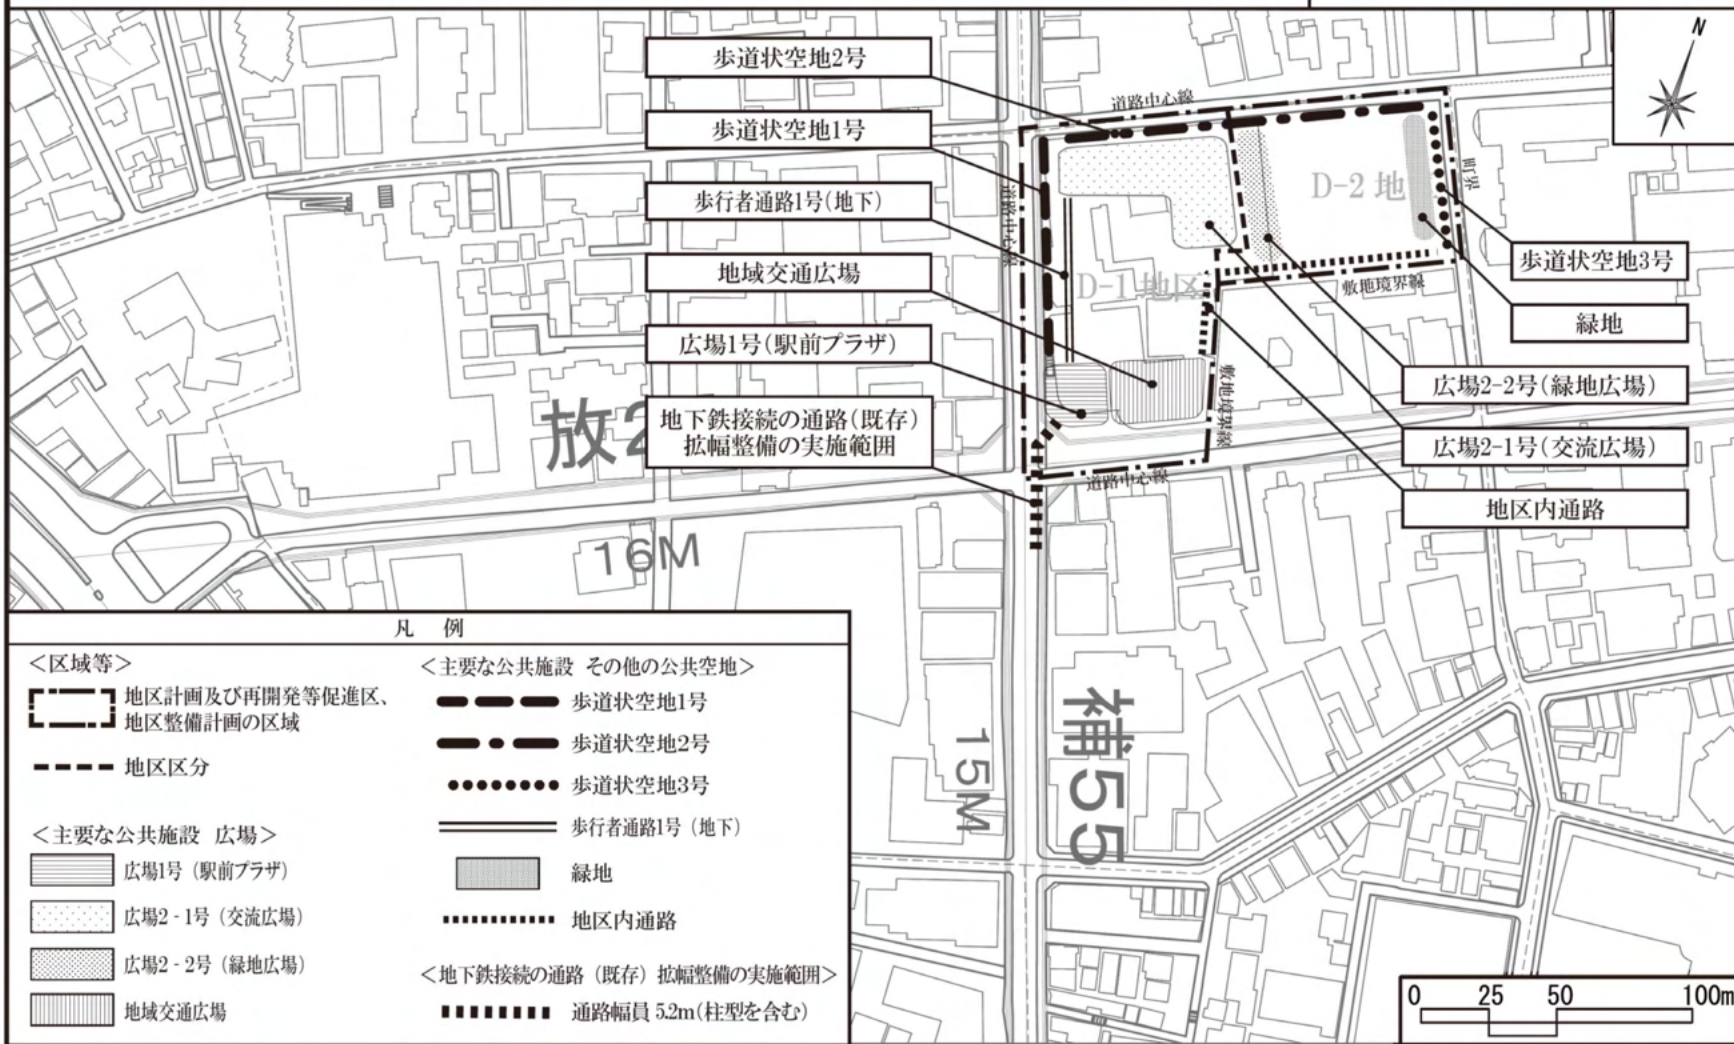 N
歩道状空地2号
道路中心線
歩道状空地1号
歩行者通路1号(地下)
道路中心線
D-2 地
町界
地域交通広場
D-1 地区
歩道状空地3号
敷地境界線
緑地
広場1号(駅前プラザ)
敷地境界線
広場2-2号(緑地広場)
放2
地下鉄接続の通路(既存)
拡幅整備の実施範囲
広場2-1号(交流広場)
道路中心線
地区内通路
16M
15M
補55
凡 例
<区域等>
地区計画及び再開発等促進区、
地区整備計画の区域
地区区分
<主要な公共施設 広場>
広場1号(駅前プラザ)
広場2-1号(交流広場)
広場2-2号(緑地広場)
地域交通広場
<主要な公共施設 その他の公共空地>
歩道状空地1号
歩道状空地2号
歩道状空地3号
歩行者通路1号(地下)
緑地
地区内通路
<地下鉄接続の通路(既存)拡幅整備の実施範囲>
通路幅員 5.2m(柱型を含む)
0 25 50 100m